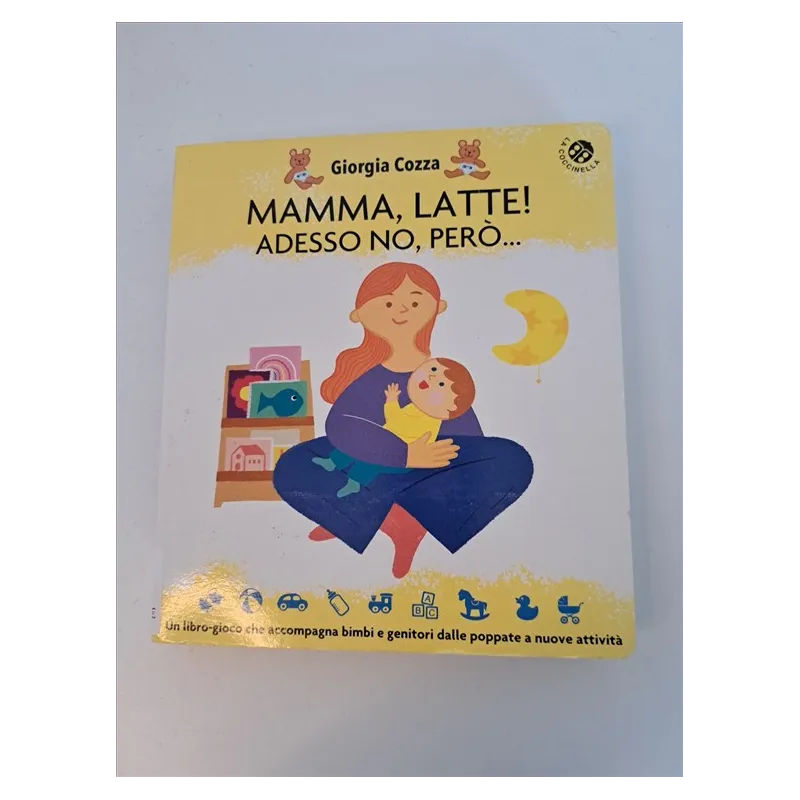 Giorgia Cozza
LA COCCINELLA
MAMMA, LATTE!
ADESSO NO, PERÒ...
A
B C
Un libro-gioco che accompagna bimbi e genitori dalle poppate a nuove attività